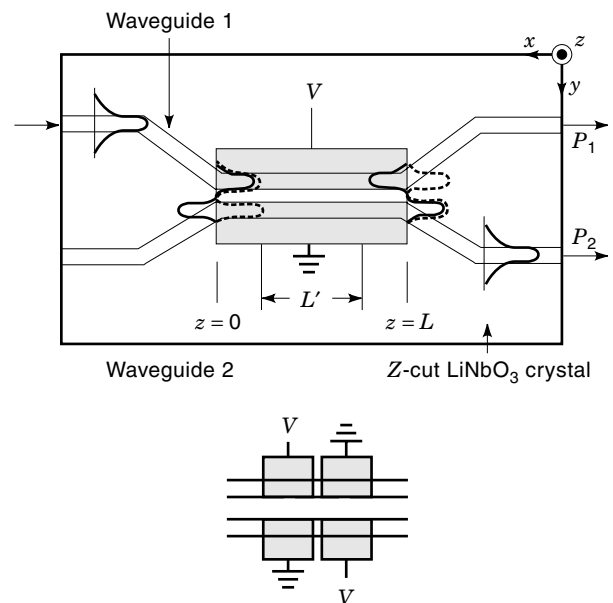 Waveguide 1
x
z
y
V
P₁
P₂
L′
z = 0
z = L
Waveguide 2
Z-cut LiNbO₃ crystal
V
V